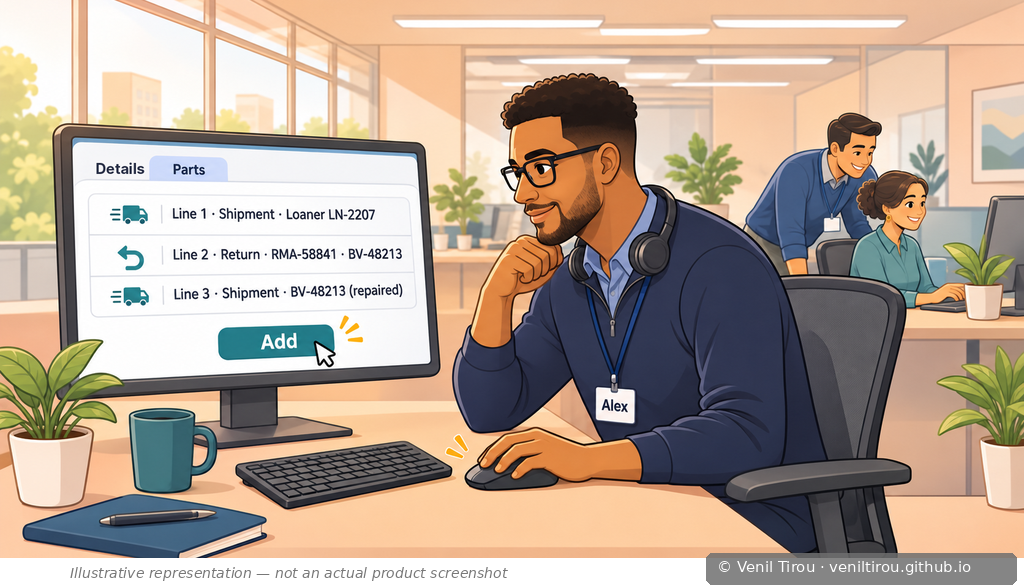 Details Parts
Line 1 · Shipment · Loaner LN-2207
Line 2 · Return · RMA-58841 · BV-48213
Line 3 · Shipment · BV-48213 (repaired)
Add
Alex
Illustrative representation — not an actual product screenshot
© Venil Tirou · veniltirou.github.io